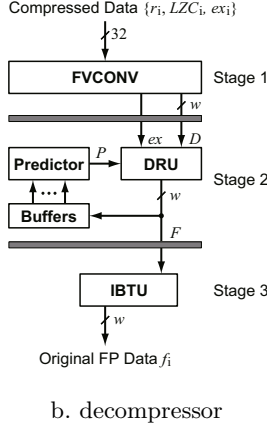 Compressed Data {rᵢ, LZCᵢ, exᵢ}
32
FVCONV
Stage 1
w
ex
D
Predictor
P
DRU
Stage 2
...
w
Buffers
F
IBTU
Stage 3
w
Original FP Data fᵢ
b. decompressor